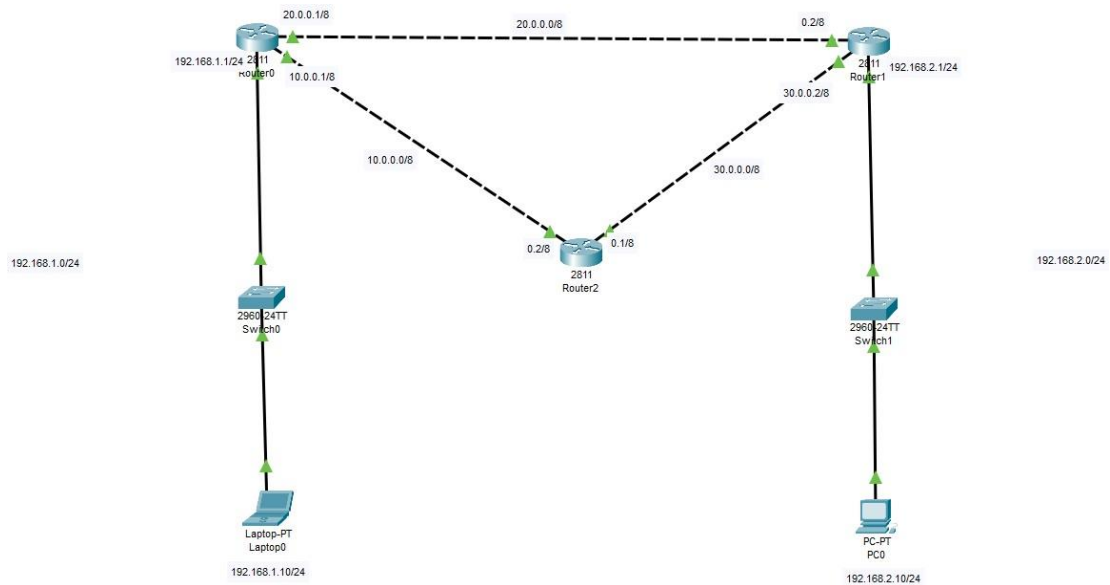 20.0.0.1/8
20.0.0.0/8
0.2/8
192.168.1.1/24
2811
Router0
10.0.0.1/8
2811
Router1
192.168.2.1/24
30.0.0.2/8
10.0.0.0/8
30.0.0.0/8
0.2/8
0.1/8
2811
Router2
192.168.1.0/24
192.168.2.0/24
2960-24TT
Switch0
2960-24TT
Switch1
Laptop-PT
Laptop0
192.168.1.10/24
PC-PT
PC0
192.168.2.10/24